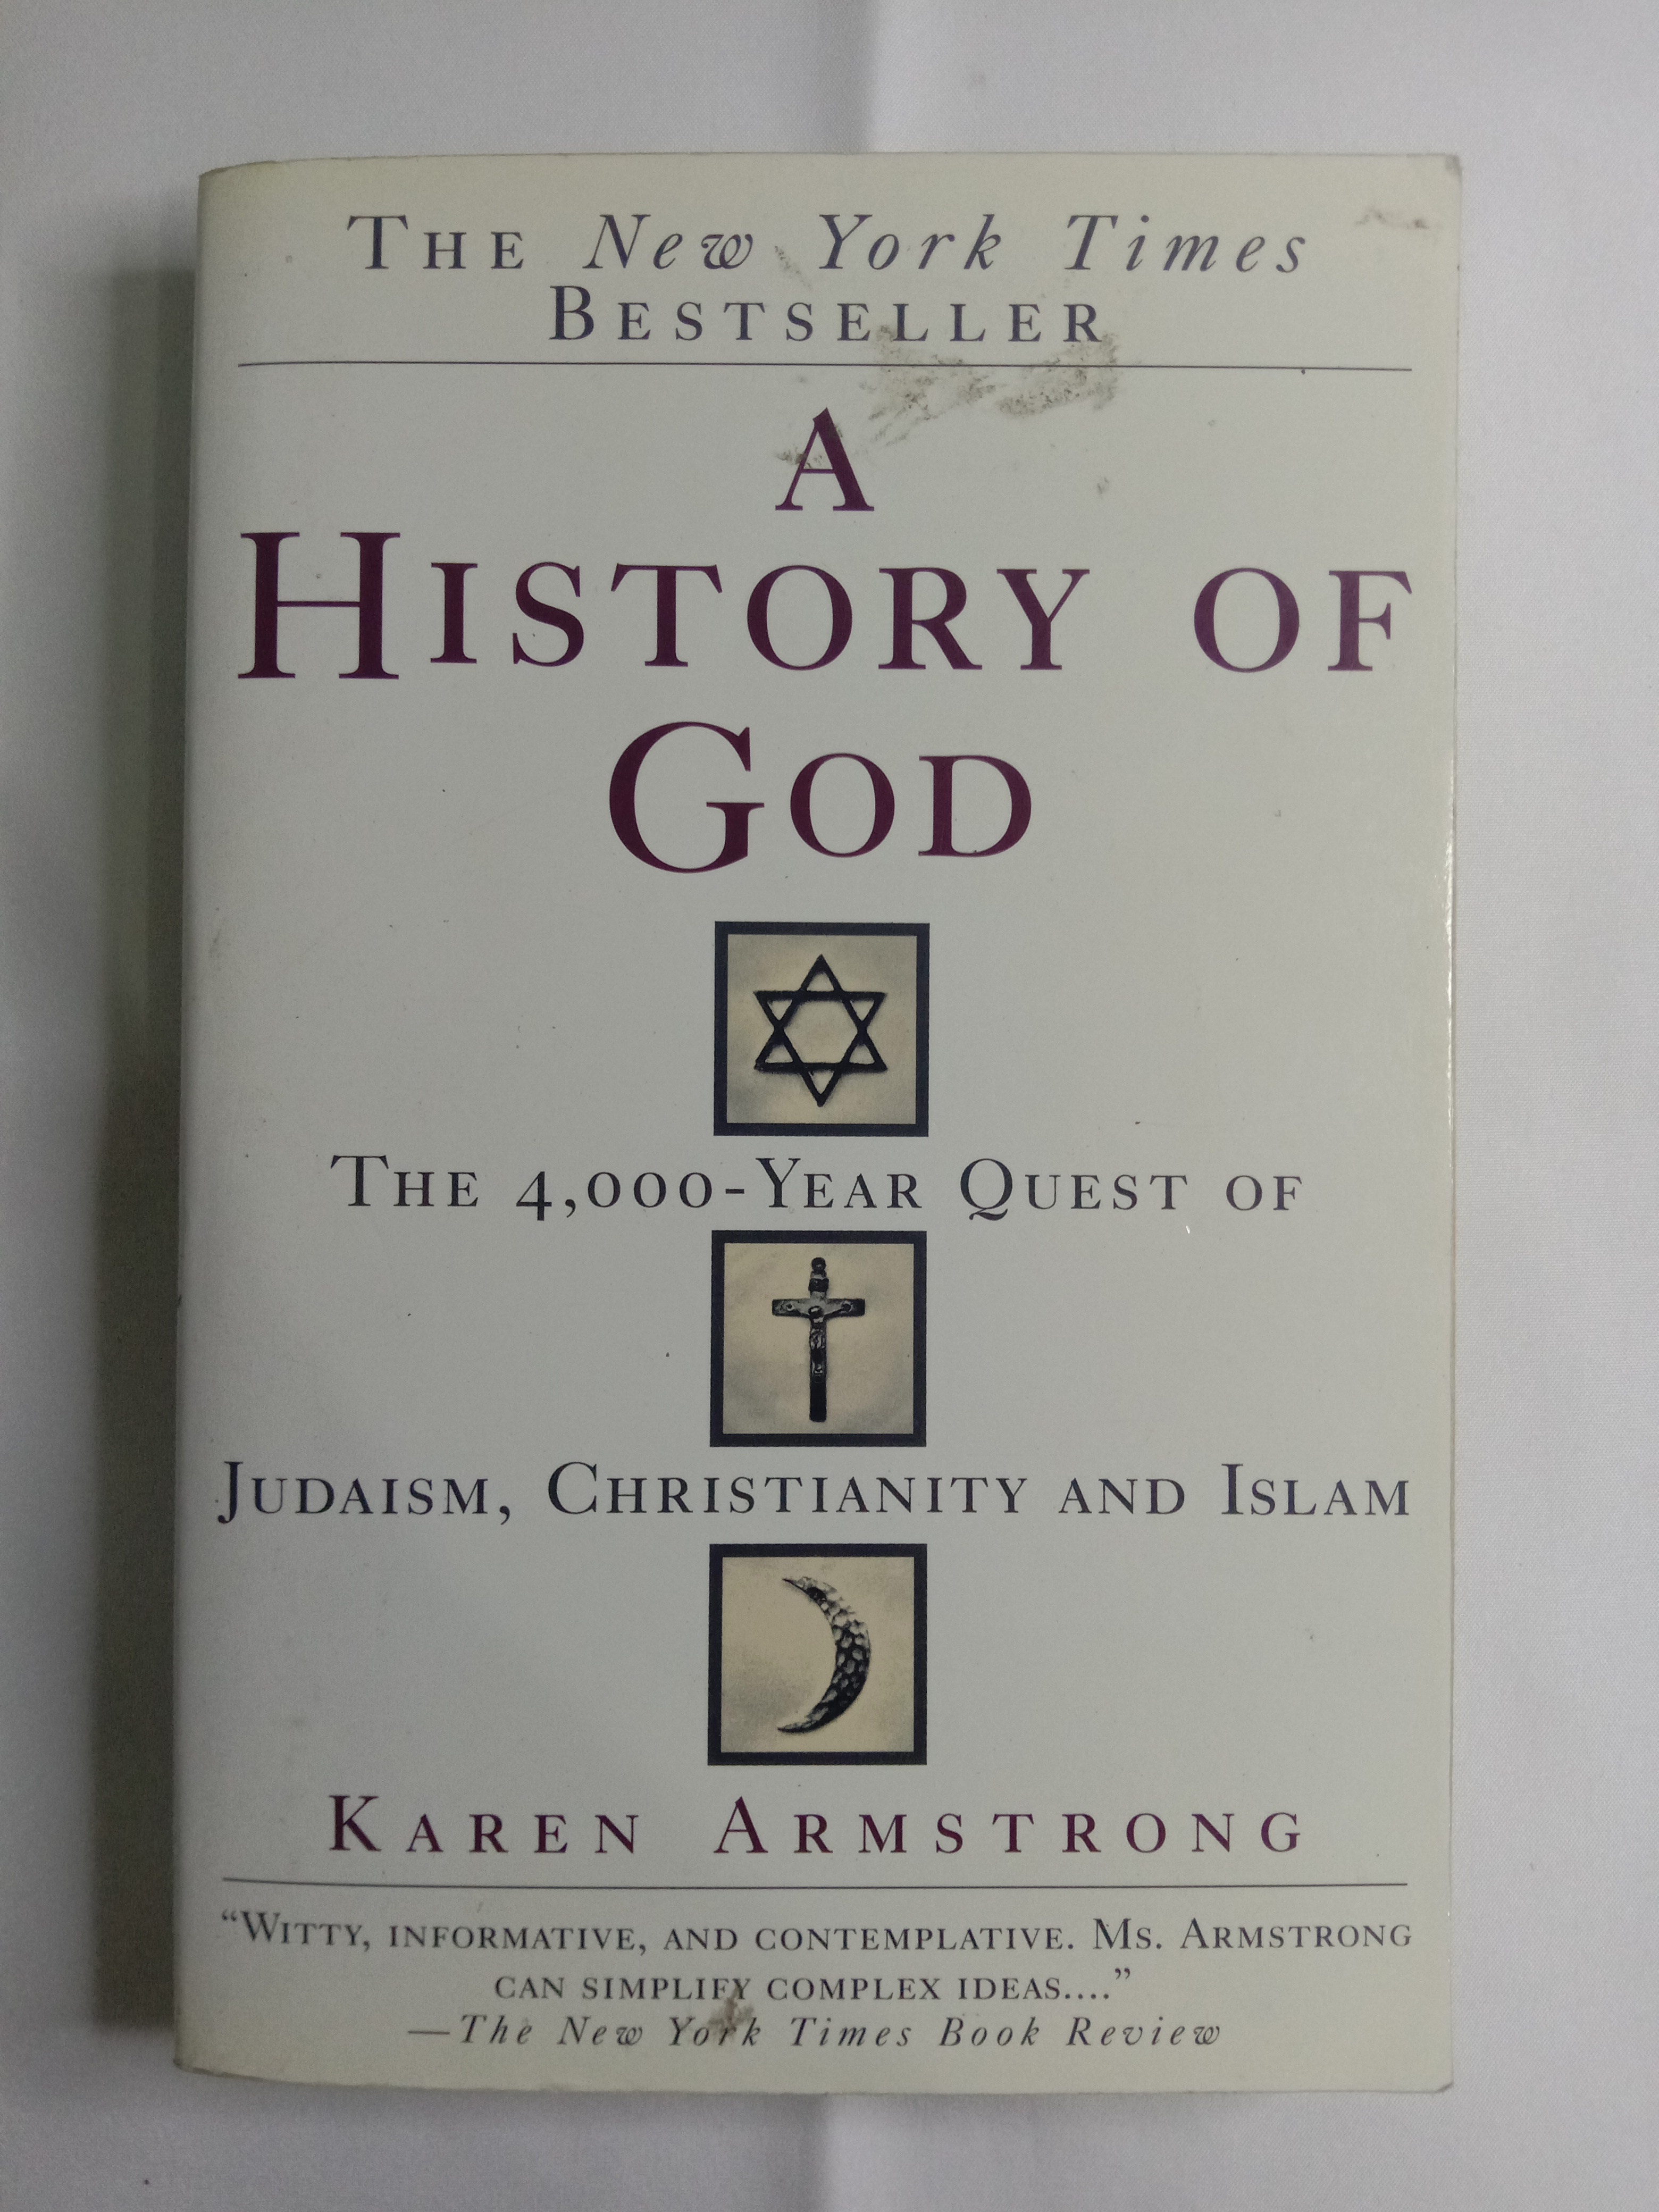 The New York Times
Bestseller
A
History of
God
The 4,000-Year Quest of
Judaism, Christianity and Islam
Karen Armstrong
“Witty, informative, and contemplative. Ms. Armstrong
can simplify complex ideas....”
—The New York Times Book Review